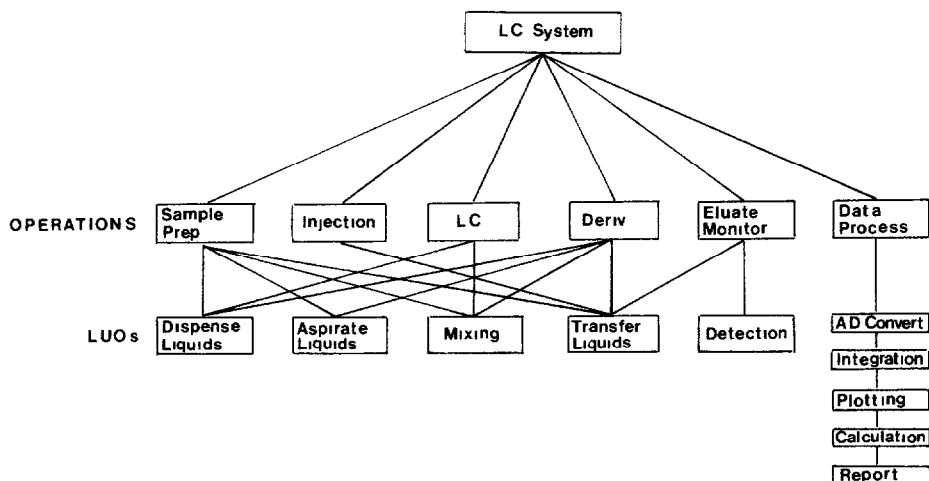 LC System
OPERATIONS
Sample
Prep
Injection
LC
Deriv
Eluate
Monitor
Data
Process
LUOs
Dispense
Liquids
Aspirate
Liquids
Mixing
Transfer
Liquids
Detection
AD Convert
Integration
Plotting
Calculation
Report